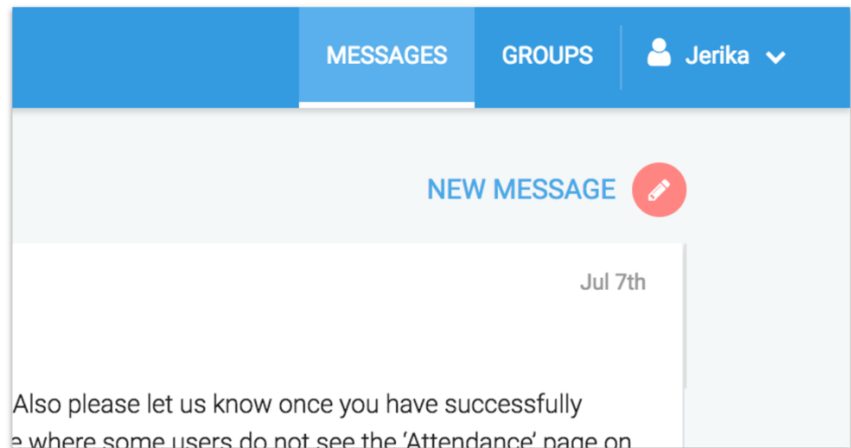 MESSAGES GROUPS Jerika
NEW MESSAGE
Jul 7th
Also please let us know once you have successfully
e where some users do not see the ‘Attendance’ page on